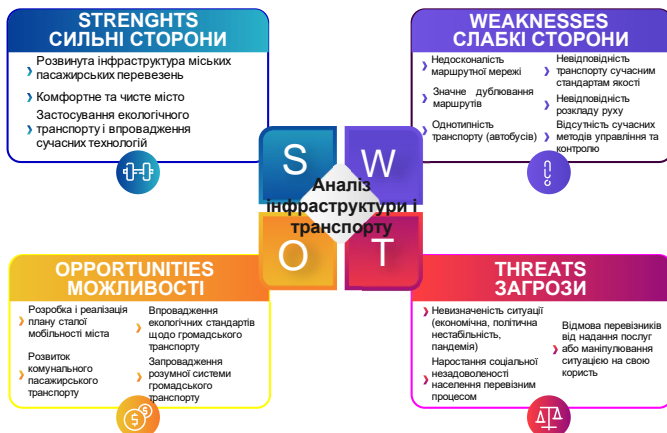 STRENGHTS
СИЛЬНІ СТОРОНИ
Розвинута інфраструктура міських
пасажирських перевезень
Комфортне та чисте місто
Застосування екологічного
транспорту і впровадження
сучасних технологій
WEAKNESSES
СЛАБКІ СТОРОНИ
Недосконалість
маршрутної мережі
Значне дублювання
маршрутів
Однотипність
транспорту (автобусів)
Невідповідність
транспорту сучасним
стандартам якості
Невідповідність
розкладу руху
Відсутність сучасних
методів управління та
контролю
S W
Аналіз
інфраструктури і
транспорту
O T
OPPORTUNITIES
МОЖЛИВОСТІ
Розробка і реалізація
плану сталої
мобільності міста
Розвиток
комунального
пасажирського
транспорту
Впровадження
екологічних стандартів
щодо громадського
транспорту
Запровадження
розумної системи
громадського
транспорту
THREATS
ЗАГРОЗИ
Невизначеність ситуації
(економічна, політична
нестабільність,
пандемія)
Наростання соціальної
незадоволеності
населення перевізним
процесом
Відмова перевізників
від надання послуг
або маніпулювання
ситуацією на свою
користь